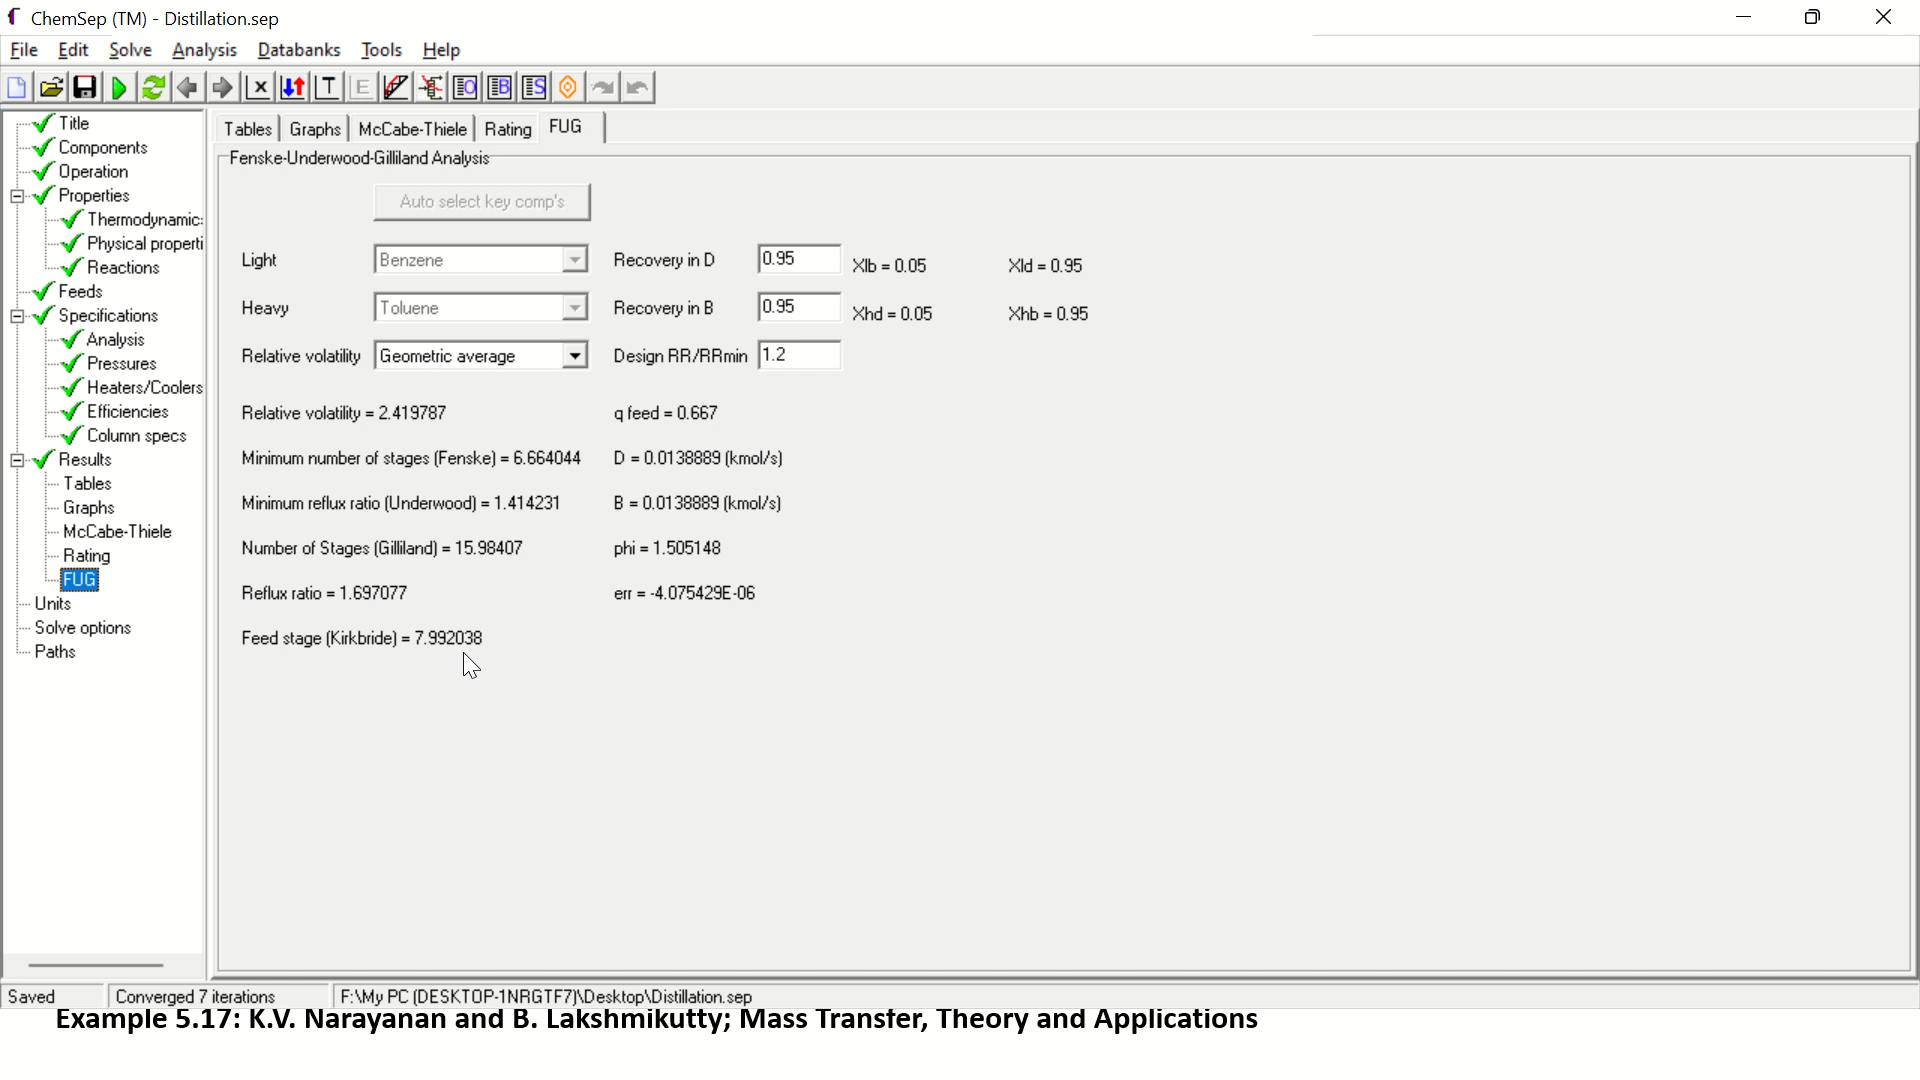 ChemSep (TM) - Distillation.sep
File Edit Solve Analysis Databanks Tools Help
Title
Components
Operation
Properties
Thermodynamics
Physical properti
Reactions
Feeds
Specifications
Analysis
Pressures
Heaters/Coolers
Efficiencies
Column specs
Results
Tables
Graphs
McCabe-Thiele
Rating
FUG
Units
Solve options
Paths
Tables Graphs McCabe-Thiele Rating FUG
Fenske-Underwood-Gilliland Analysis
Auto select key comp's
Light Benzene Recovery in D 0.95 Xlb = 0.05 Xld = 0.95
Heavy Toluene Recovery in B 0.95 Xhd = 0.05 Xhb = 0.95
Relative volatility Geometric average Design RR/RRmin 1.2
Relative volatility = 2.419787 q feed = 0.667
Minimum number of stages (Fenske) = 6.664044 D = 0.0138889 (kmol/s)
Minimum reflux ratio (Underwood) = 1.414231 B = 0.0138889 (kmol/s)
Number of Stages (Gilliland) = 15.98407 phi = 1.505148
Reflux ratio = 1.697077 err = -4.075429E-06
Feed stage (Kirkbride) = 7.992038
Saved Converged 7 iterations F:\My PC (DESKTOP-1NRGTF7)\Desktop\Distillation.sep
Example 5.17: K.V. Narayanan and B. Lakshmikutty; Mass Transfer, Theory and Applications